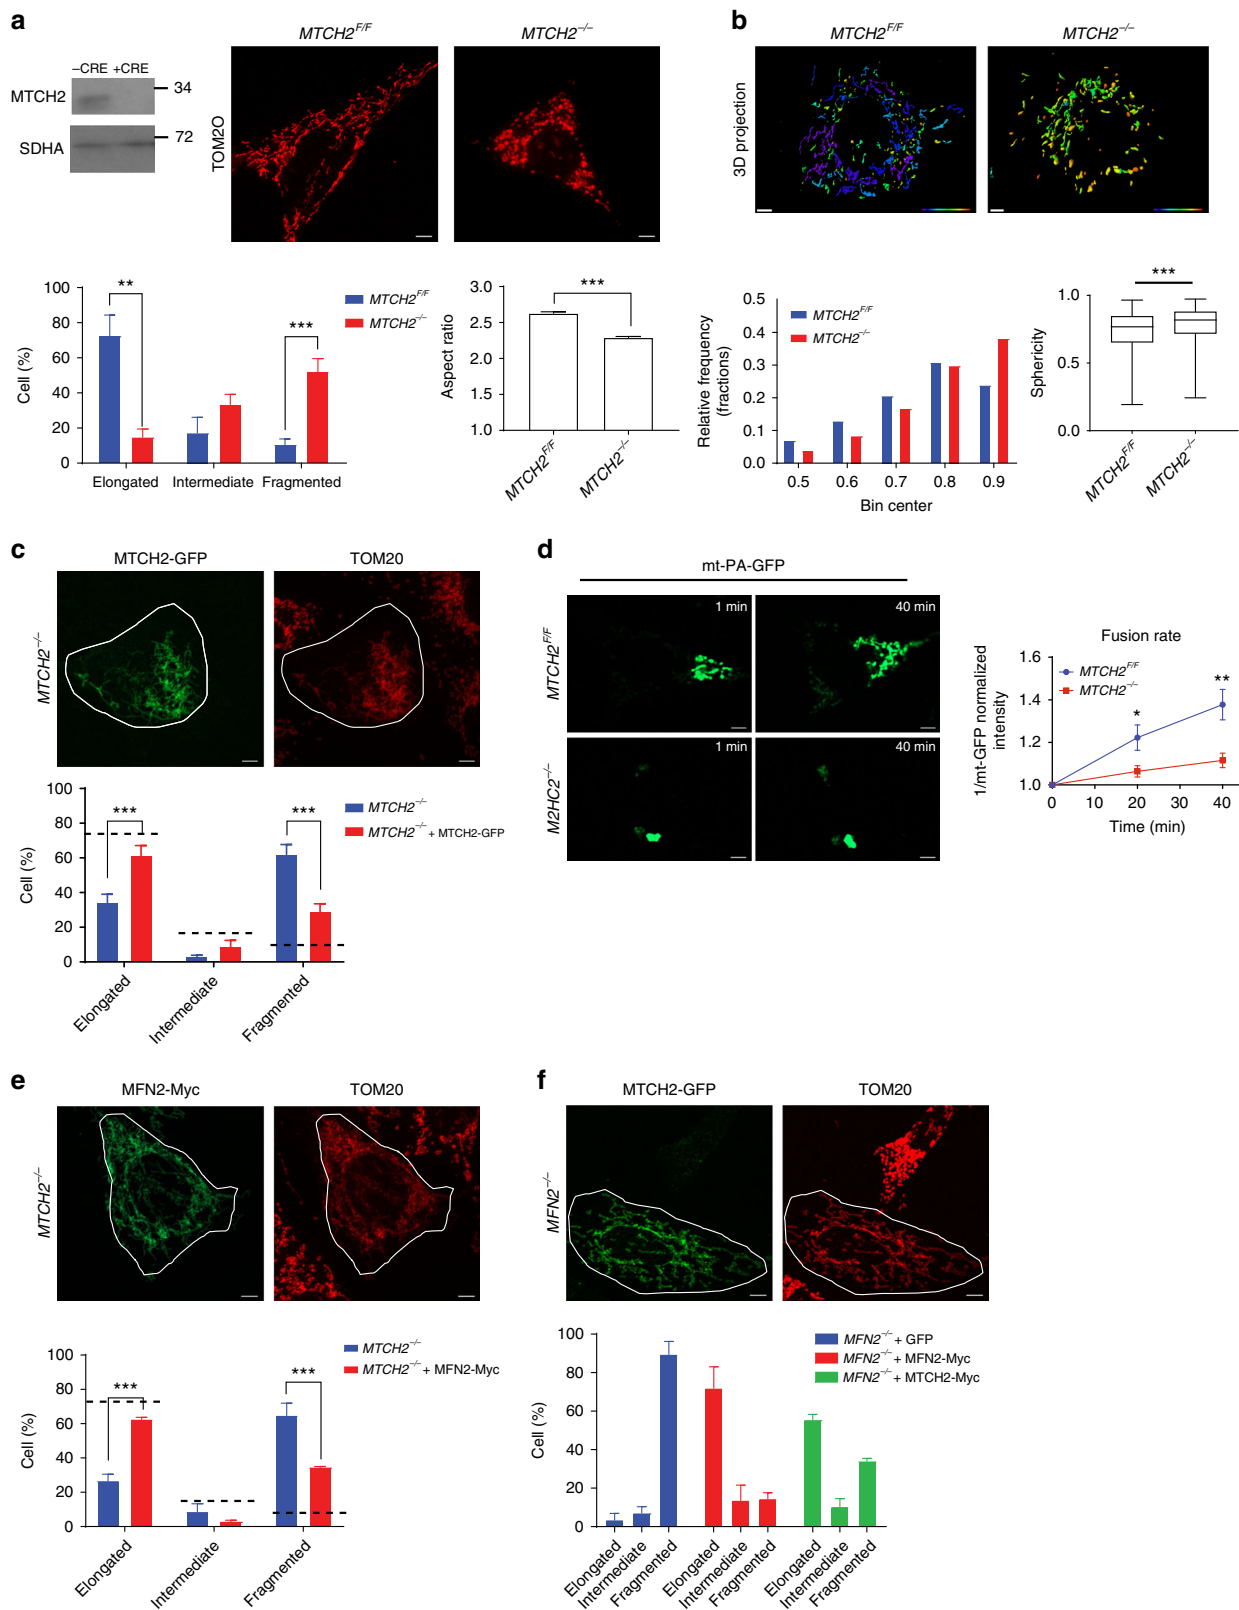 a
MTCH2F/F
MTCH2−/−
−CRE +CRE
MTCH2
34
SDHA
72
TOM2O
Cell (%)
100
80
60
40
20
0
**
***
MTCH2F/F
MTCH2−/−
Elongated Intermediate Fragmented
Aspect ratio
3.0
2.5
2.0
1.5
1.0
***
MTCH2F/F
MTCH2−/−
b
MTCH2F/F
MTCH2−/−
3D projection
Relative frequency
(fractions)
0.5
0.4
0.3
0.2
0.1
0.0
MTCH2F/F
MTCH2−/−
0.5 0.6 0.7 0.8 0.9
Bin center
Sphericity
1.0
0.5
0.0
***
MTCH2F/F
MTCH2−/−
c
MTCH2-GFP
TOM20
MTCH2−/−
Cell (%)
100
80
60
40
20
0
***
***
MTCH2−/−
MTCH2−/− + MTCH2-GFP
Elongated
Intermediate
Fragmented
d
mt-PA-GFP
MTCH2F/F
1 min
40 min
M2HC2−/−
1 min
40 min
Fusion rate
1/mt-GFP normalized
intensity
1.6
1.4
1.2
1.0
MTCH2F/F
MTCH2−/−
*
**
0 10 20 30 40
Time (min)
e
MFN2-Myc
TOM20
MTCH2−/−
Cell (%)
100
80
60
40
20
0
***
***
MTCH2−/−
MTCH2−/− + MFN2-Myc
Elongated
Intermediate
Fragmented
f
MTCH2-GFP
TOM20
MFN2−/−
Cell (%)
100
80
60
40
20
0
MFN2−/− + GFP
MFN2−/− + MFN2-Myc
MFN2−/− + MTCH2-Myc
Elongated
Intermediate
Fragmented
Elongated
Intermediate
Fragmented
Elongated
Intermediate
Fragmented